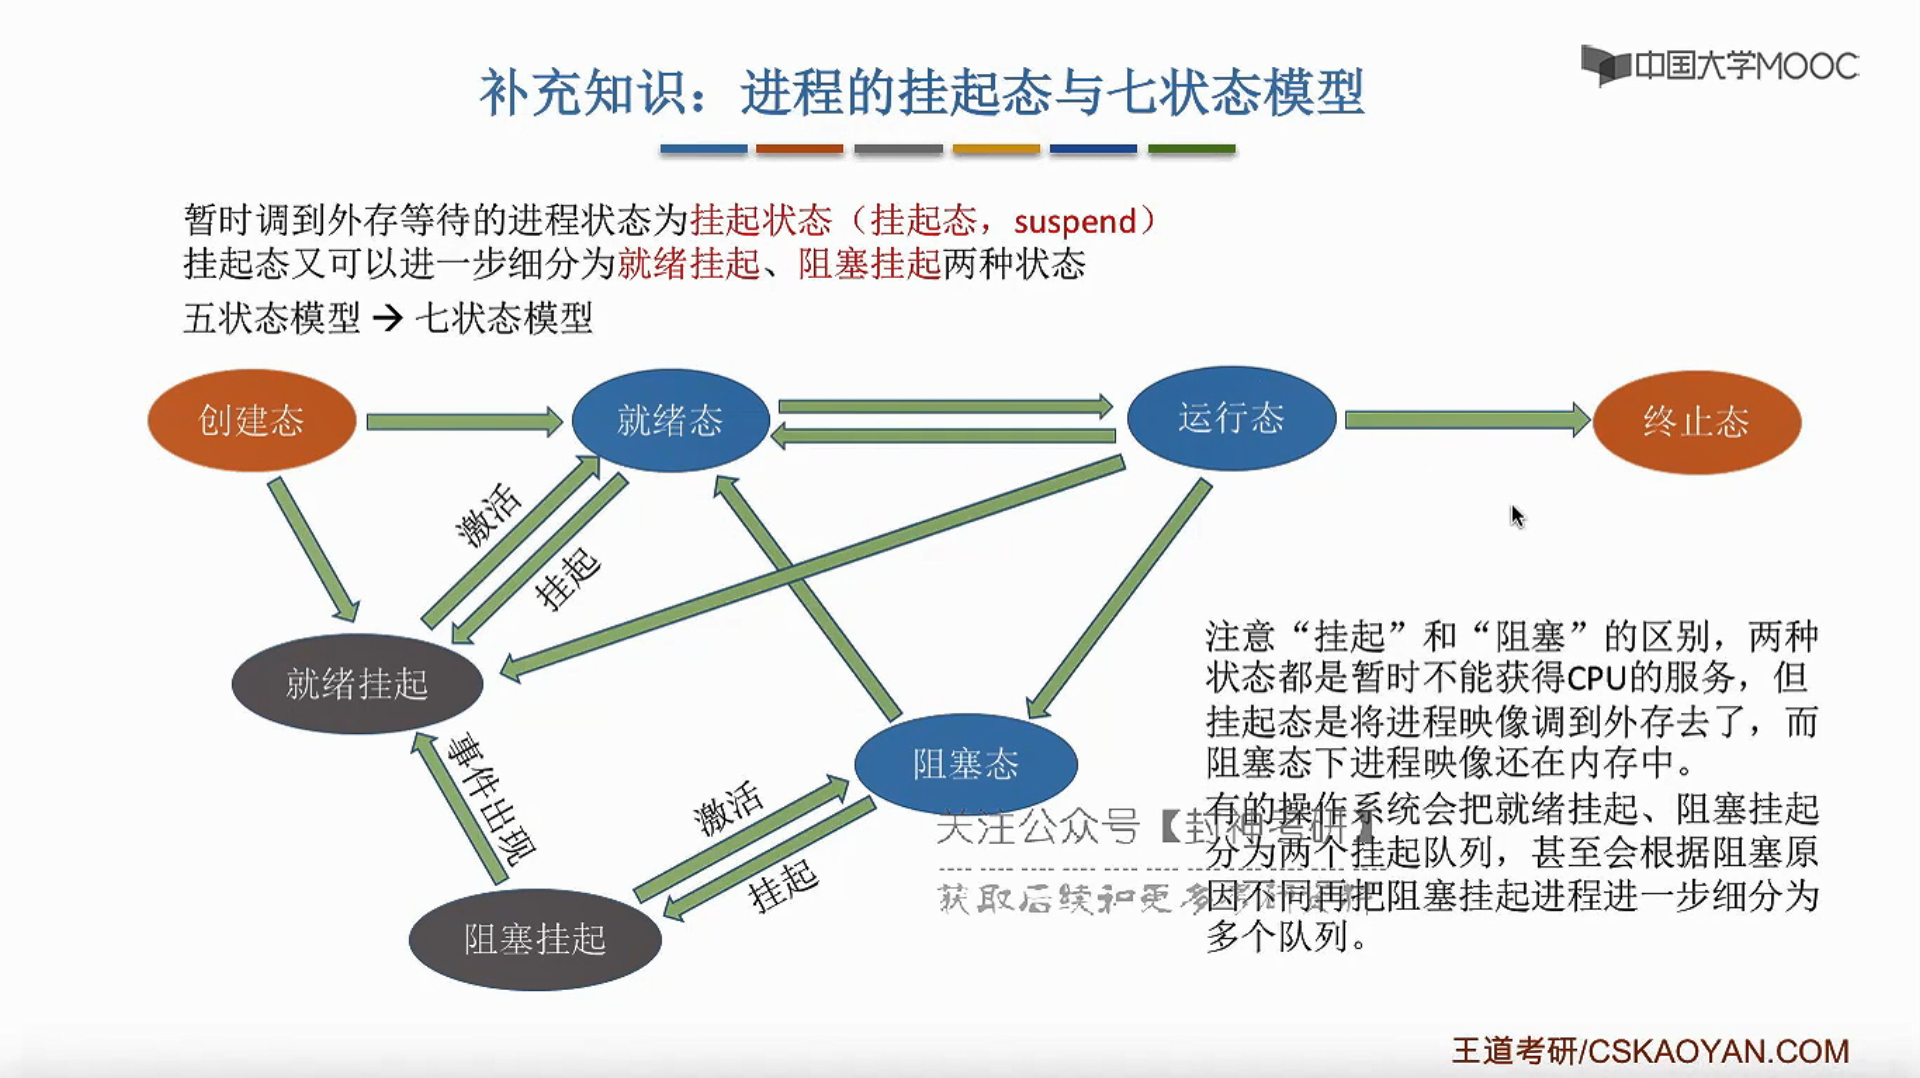 中国大学MOOC
补充知识：进程的挂起态与七状态模型
暂时调到外存等待的进程状态为挂起状态（挂起态，suspend）
挂起态又可以进一步细分为就绪挂起、阻塞挂起两种状态
五状态模型 → 七状态模型
创建态
就绪态
运行态
终止态
激活
挂起
就绪挂起
事件出现
阻塞态
激活
挂起
阻塞挂起
注意“挂起”和“阻塞”的区别，两种
状态都是暂时不能获得CPU的服务，但
挂起态是将进程映像调到外存去了，而
阻塞态下进程映像还在内存中。
有的操作系统会把就绪挂起、阻塞挂起
分为两个挂起队列，甚至会根据阻塞原
因不同再把阻塞挂起进程进一步细分为
多个队列。
关注公众号【封神考研】
获取后续和更多
王道考研/CSKAOYAN.COM